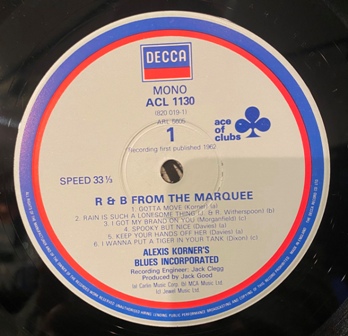 DECCA
MONO
ACL 1130
(820 019-1)
ARL 5605
1
ace of clubs
Recording first published 1962
SPEED 33⅓
R & B FROM THE MARQUEE
1. GOTTA MOVE (Korner) (a)
2. RAIN IS SUCH A LONESOME THING (J. & R. Witherspoon) (b)
3. I GOT MY BRAND ON YOU (Morganfield) (c)
4. SPOOKY BUT NICE (Davies) (a)
5. KEEP YOUR HANDS OFF HER (Davies) (a)
6. I WANNA PUT A TIGER IN YOUR TANK (Dixon) (c)
ALEXIS KORNER'S
BLUES INCORPORATED
Recording Engineer: Jack Clegg
Produced by Jack Good
(a) Carlin Music Corp. (b) MCA Music Ltd
(c) Jewel Music Ltd.